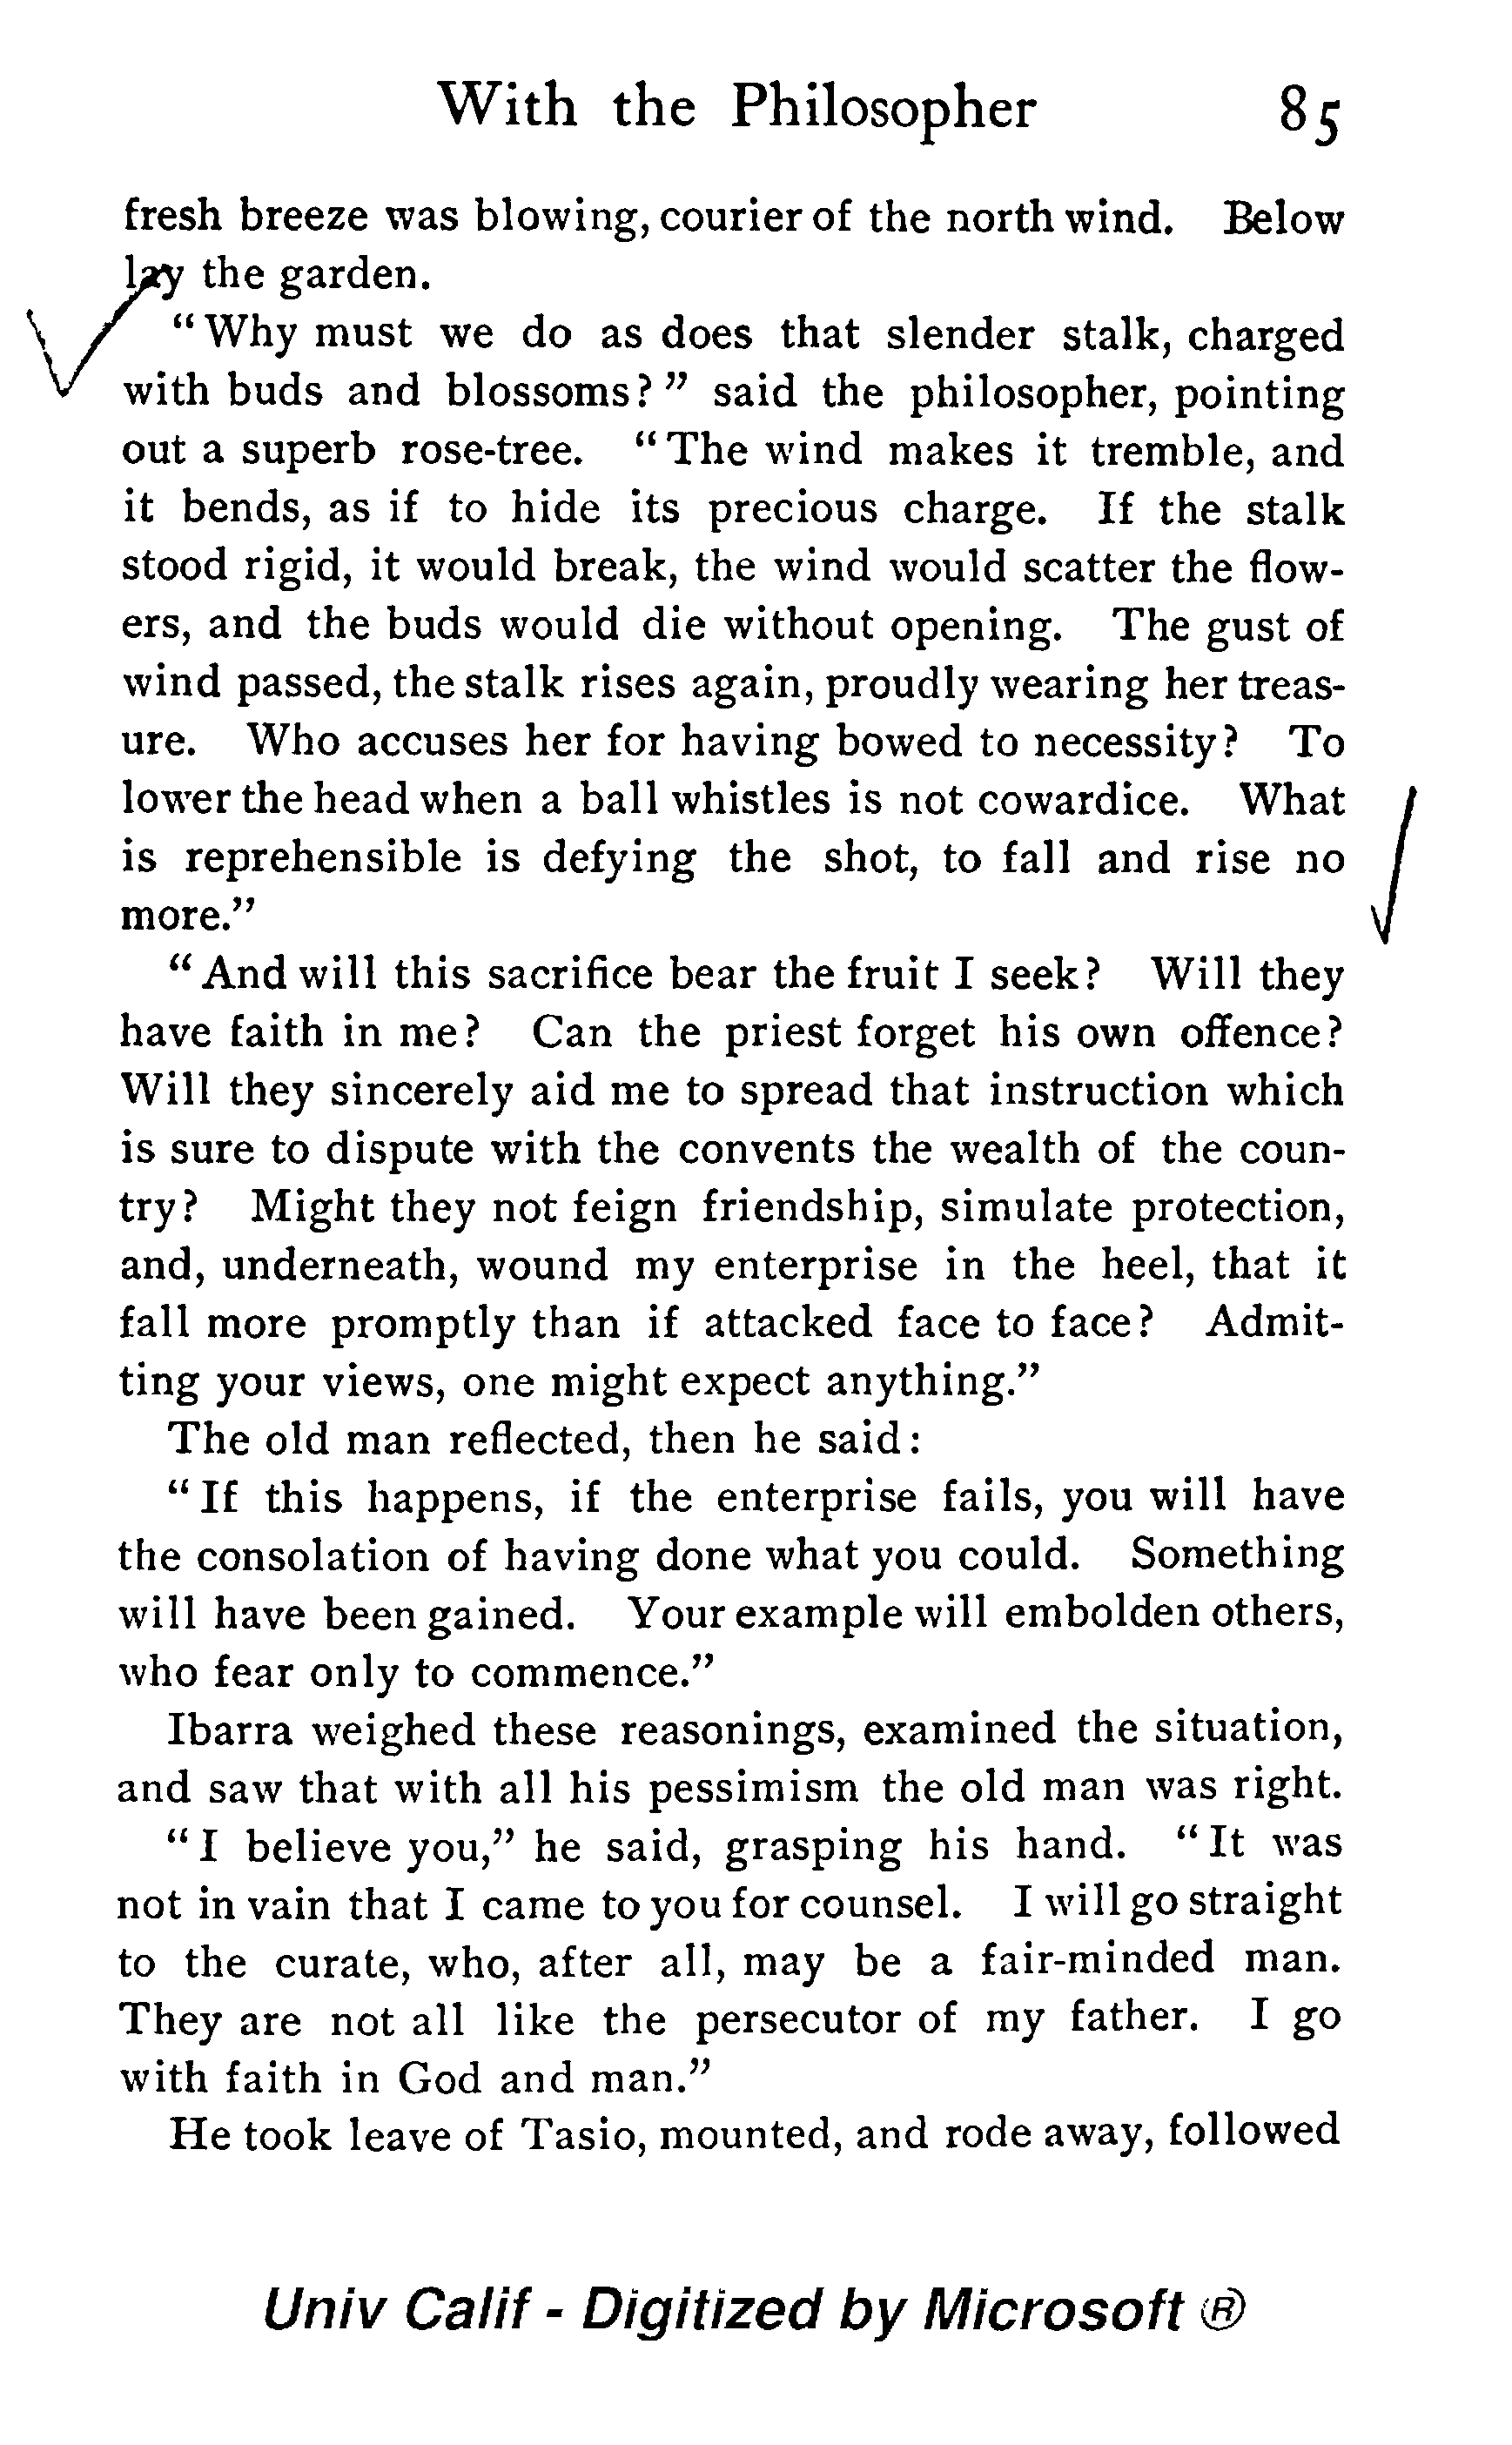 With the Philosopher 85
fresh breeze was blowing, courier of the north wind. Below
lay the garden.
"Why must we do as does that slender stalk, charged
with buds and blossoms?" said the philosopher, pointing
out a superb rose-tree. "The wind makes it tremble, and
it bends, as if to hide its precious charge. If the stalk
stood rigid, it would break, the wind would scatter the flow-
ers, and the buds would die without opening. The gust of
wind passed, the stalk rises again, proudly wearing her treas-
ure. Who accuses her for having bowed to necessity? To
lower the head when a ball whistles is not cowardice. What
is reprehensible is defying the shot, to fall and rise no
more."
"And will this sacrifice bear the fruit I seek? Will they
have faith in me? Can the priest forget his own offence?
Will they sincerely aid me to spread that instruction which
is sure to dispute with the convents the wealth of the coun-
try? Might they not feign friendship, simulate protection,
and, underneath, wound my enterprise in the heel, that it
fall more promptly than if attacked face to face? Admit-
ting your views, one might expect anything."
The old man reflected, then he said:
"If this happens, if the enterprise fails, you will have
the consolation of having done what you could. Something
will have been gained. Your example will embolden others,
who fear only to commence."
Ibarra weighed these reasonings, examined the situation,
and saw that with all his pessimism the old man was right.
"I believe you," he said, grasping his hand. "It was
not in vain that I came to you for counsel. I will go straight
to the curate, who, after all, may be a fair-minded man.
They are not all like the persecutor of my father. I go
with faith in God and man."
He took leave of Tasio, mounted, and rode away, followed
Univ Calif - Digitized by Microsoft ®